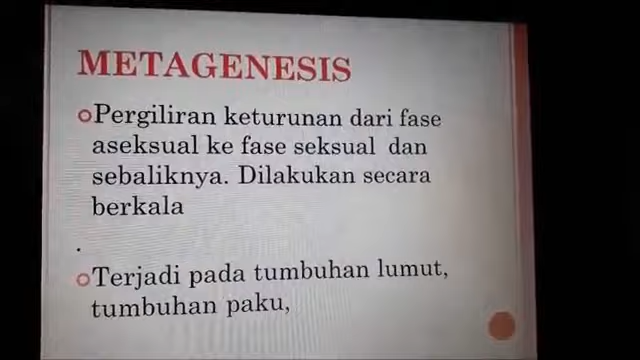 METAGENESIS
Pergiliran keturunan dari fase
aseksual ke fase seksual dan
sebaliknya. Dilakukan secara
berkala
.
Terjadi pada tumbuhan lumut,
tumbuhan paku,